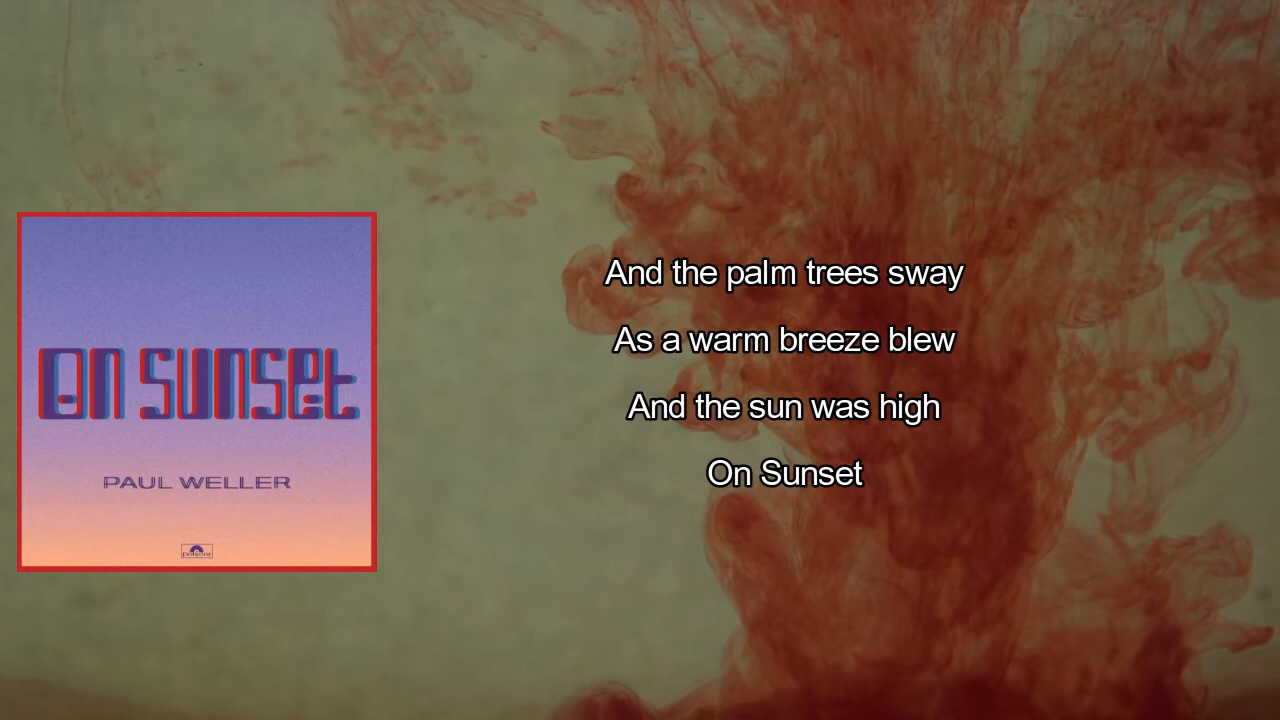 On Sunset
PAUL WELLER
polydor
And the palm trees sway
As a warm breeze blew
And the sun was high
On Sunset